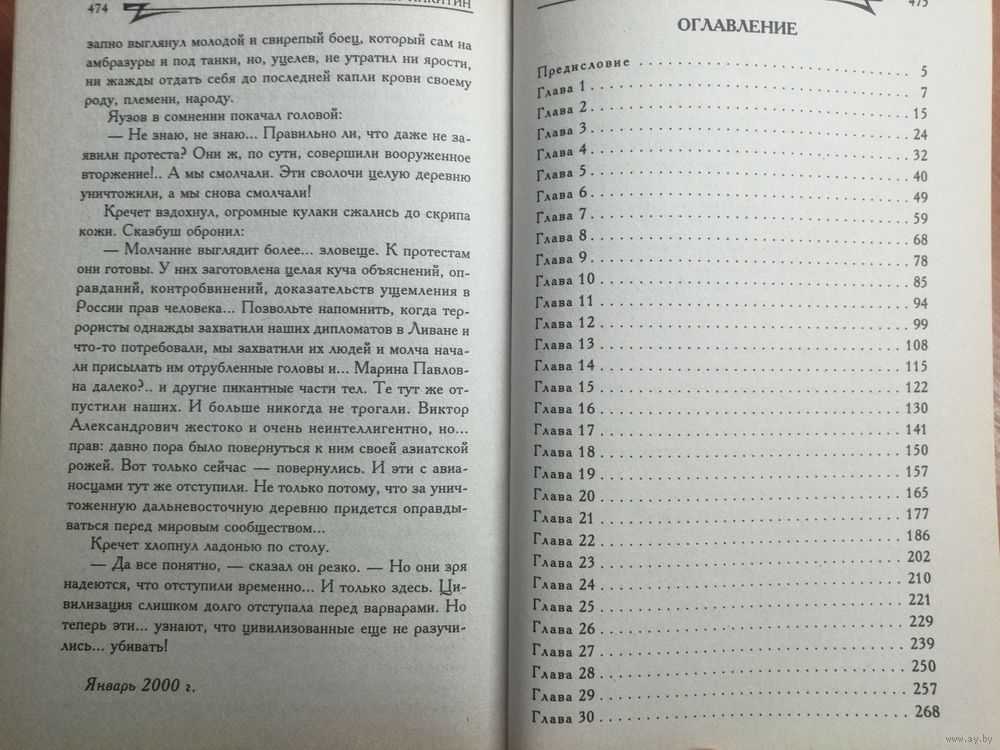 474
НИКИТИН
запно выглянул молодой и свирепый боец, который сам на
амбразуры и под танки, но, уцелев, не утратил ни ярости,
ни жажды отдать себя до последней капли крови своему
роду, племени, народу.
Яузов в сомнении покачал головой:
— Не знаю, не знаю... Правильно ли, что даже не за-
явили протеста? Они ж, по сути, совершили вооруженное
вторжение!.. А мы смолчали. Эти сволочи целую деревню
уничтожили, а мы снова смолчали!
Кречет вздохнул, огромные кулаки сжались до скрипа
кожи. Сказбуш обронил:
— Молчание выглядит более... зловеще. К протестам
они готовы. У них заготовлена целая куча объяснений, оп-
равданий, контробвинений, доказательств ущемления в
России прав человека... Позвольте напомнить, когда тер-
рористы однажды захватили наших дипломатов в Ливане и
что-то потребовали, мы захватили их людей и молча нача-
ли присылать им отрубленные головы и... Марина Павлов-
на далеко?.. и другие пикантные части тел. Те тут же от-
пустили наших. И больше никогда не трогали. Виктор
Александрович жестоко и очень неинтеллигентно, но...
прав: давно пора было повернуться к ним своей азиатской
рожей. Вот только сейчас — повернулись. И эти с авиа-
носцами тут же отступили. Не только потому, что за унич-
тоженную дальневосточную деревню придется оправды-
ваться перед мировым сообществом...
Кречет хлопнул ладонью по столу.
— Да все понятно, — сказал он резко. — Но они зря
надеются, что отступили временно... И только здесь. Ци-
вилизация слишком долго отступала перед варварами. Но
теперь эти... узнают, что цивилизованные еще не разучи-
лись... убивать!
Январь 2000 г.
475
ОГЛАВЛЕНИЕ
Предисловие . . . . . 5
Глава 1 . . . . . 7
Глава 2 . . . . . 15
Глава 3 . . . . . 24
Глава 4 . . . . . 32
Глава 5 . . . . . 40
Глава 6 . . . . . 49
Глава 7 . . . . . 59
Глава 8 . . . . . 68
Глава 9 . . . . . 78
Глава 10 . . . . . 85
Глава 11 . . . . . 94
Глава 12 . . . . . 99
Глава 13 . . . . . 108
Глава 14 . . . . . 115
Глава 15 . . . . . 122
Глава 16 . . . . . 130
Глава 17 . . . . . 141
Глава 18 . . . . . 150
Глава 19 . . . . . 157
Глава 20 . . . . . 165
Глава 21 . . . . . 177
Глава 22 . . . . . 186
Глава 23 . . . . . 202
Глава 24 . . . . . 210
Глава 25 . . . . . 221
Глава 26 . . . . . 229
Глава 27 . . . . . 239
Глава 28 . . . . . 250
Глава 29 . . . . . 257
Глава 30 . . . . . 268
www.ay.by